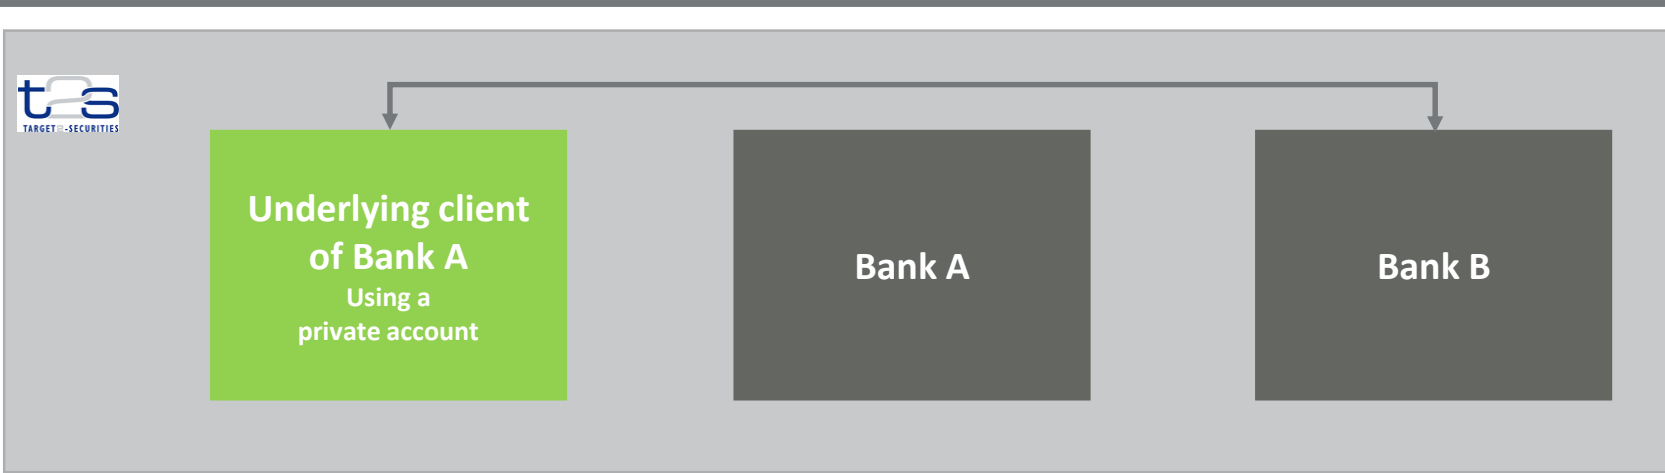 t2s
TARGET2-SECURITIES
Underlying client
of Bank A
Using a
private account
Bank A
Bank B